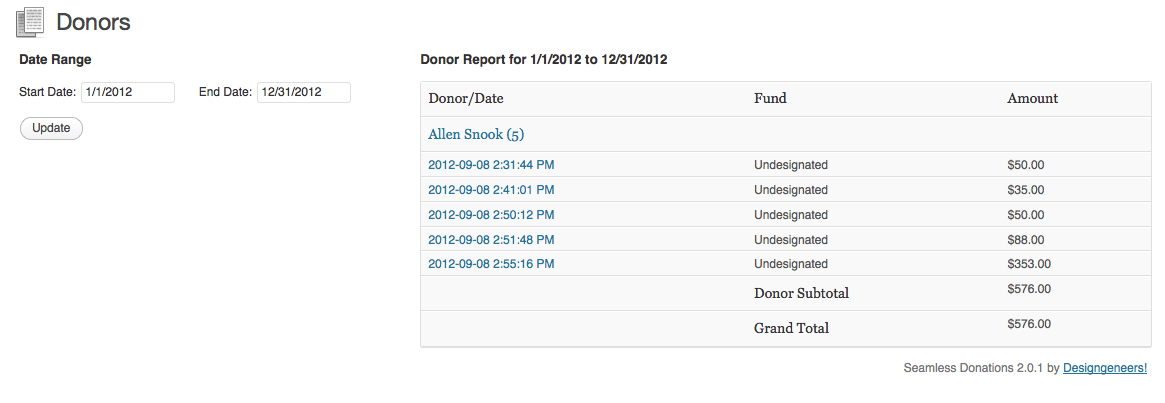 Donors
Date Range
Start Date: 1/1/2012 End Date: 12/31/2012
Update
Donor Report for 1/1/2012 to 12/31/2012
Donor/Date Fund Amount
Allen Snook (5)
2012-09-08 2:31:44 PM Undesignated $50.00
2012-09-08 2:41:01 PM Undesignated $35.00
2012-09-08 2:50:12 PM Undesignated $50.00
2012-09-08 2:51:48 PM Undesignated $88.00
2012-09-08 2:55:16 PM Undesignated $353.00
Donor Subtotal $576.00
Grand Total $576.00
Seamless Donations 2.0.1 by Designgeneers!